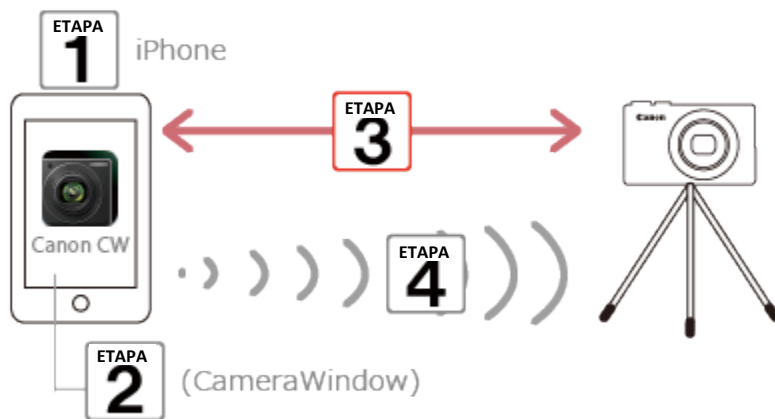 ETAPA
1
iPhone
ETAPA
3
Canon
Canon CW
ETAPA
4
ETAPA
2
(CameraWindow)